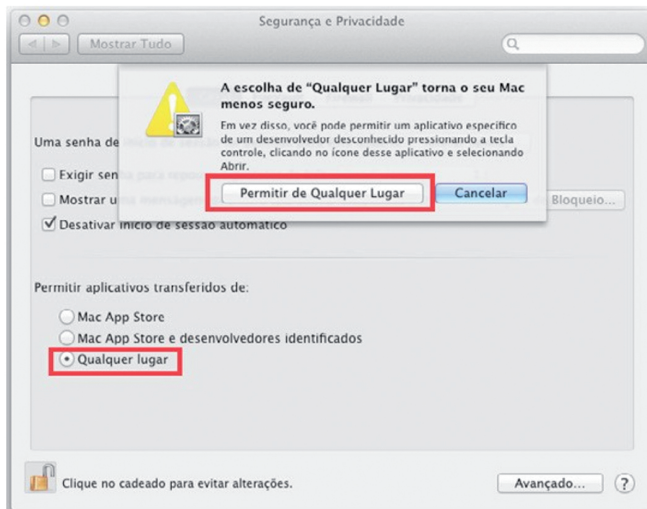 Segurança e Privacidade
Mostrar Tudo
A escolha de “Qualquer Lugar” torna o seu Mac
menos seguro.
Em vez disso, você pode permitir um aplicativo específico
de um desenvolvedor desconhecido pressionando a tecla
controle, clicando no ícone desse aplicativo e selecionando
Abrir.
Permitir de Qualquer Lugar
Cancelar
Uma senha de
Exigir
Mostrar
Bloqueio...
Desativar início de sessão automático
Permitir aplicativos transferidos de:
Mac App Store
Mac App Store e desenvolvedores identificados
Qualquer lugar
Clique no cadeado para evitar alterações.
Avançado...
?